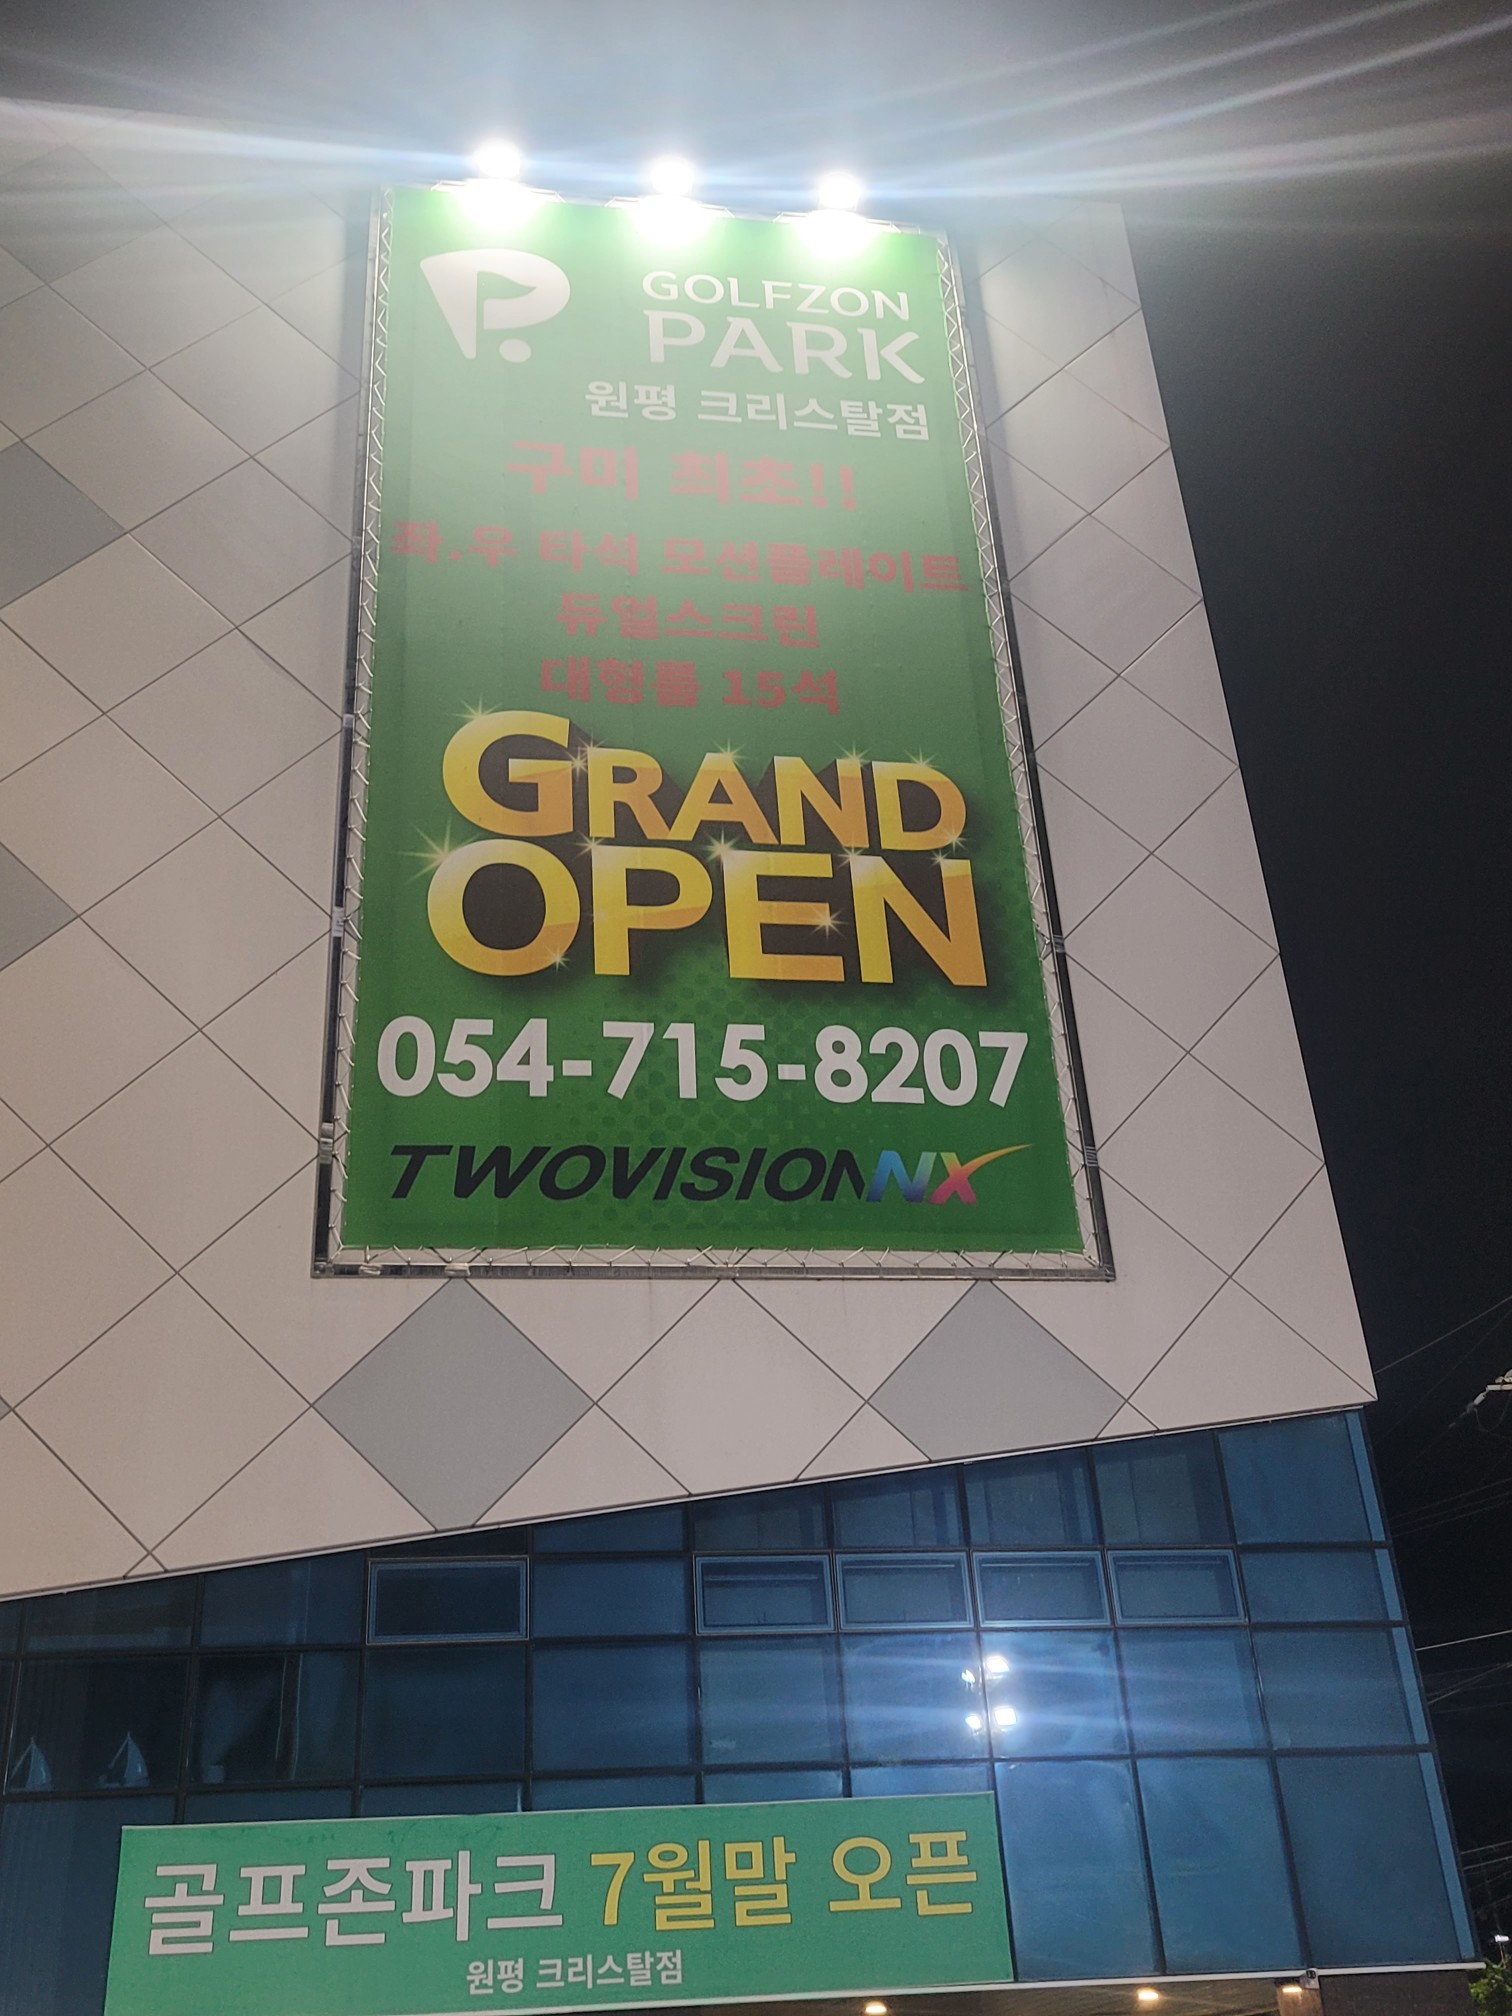 GOLFZON
PARK
원평 크리스탈점
구미 최초!!
좌.우 타석 모션플레이트
듀얼스크린
대형룸 15석
GRAND
OPEN
054-715-8207
TWOVISIONNX
골프존파크 7월말 오픈
원평 크리스탈점